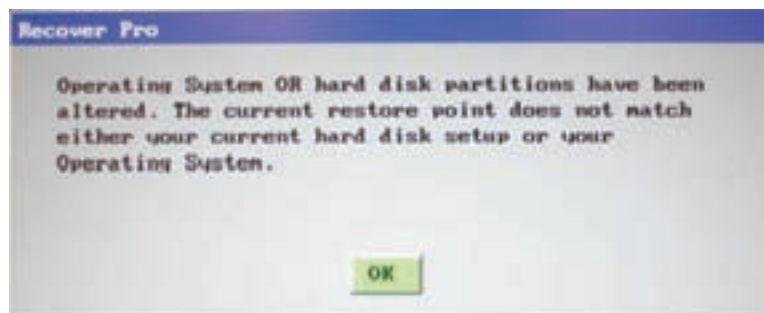 Recover Pro
Operating System OR hard disk partitions have been
altered. The current restore point does not match
either your current hard disk setup or your
Operating System.
OK